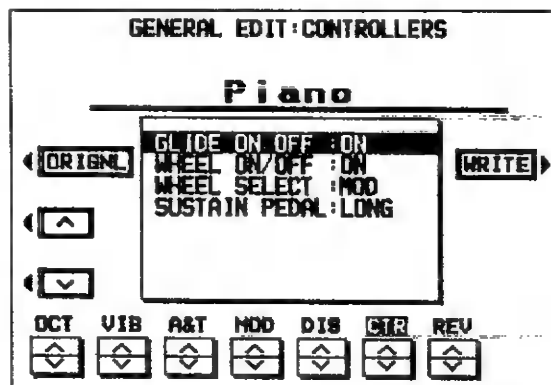 GENERAL EDIT:CONTROLLERS
Piano
GLIDE ON OFF :ON
WHEEL ON/OFF :ON
WHEEL SELECT :MOD
SUSTAIN PEDAL:LONG
ORIGNL
WRITE
OCT VIB A&T MOD DIS CTR REV